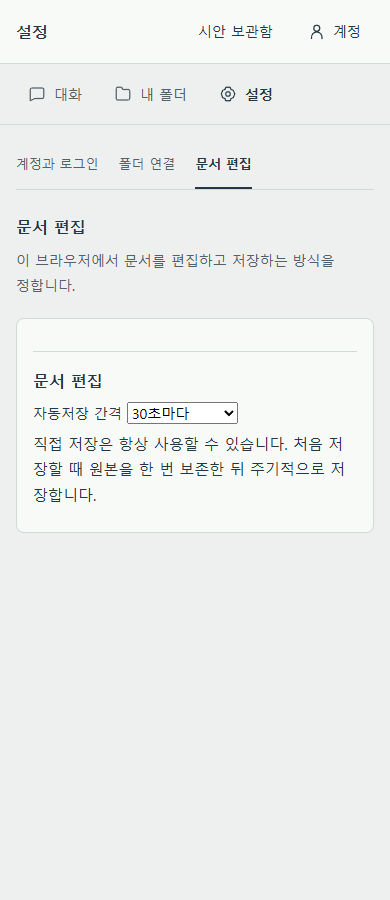 설정
시안 보관함
계정
대화
내 폴더
설정
계정과 로그인
폴더 연결
문서 편집
문서 편집
이 브라우저에서 문서를 편집하고 저장하는 방식을
정합니다.
문서 편집
자동저장 간격 30초마다
직접 저장은 항상 사용할 수 있습니다. 처음 저
장할 때 원본을 한 번 보존한 뒤 주기적으로 저
장합니다.